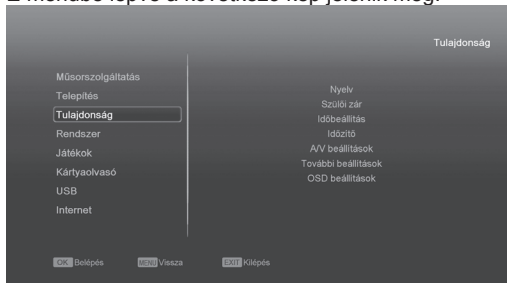 E menübe lépve a következő kép jelenik meg:
Tulajdonság
Műsorszolgáltatás
Telepítés
Tulajdonság
Rendszer
Játékok
Kártyaolvasó
USB
Internet
Nyelv
Szülői zár
Időbeállítás
Időzítő
A/V beállítások
További beállítások
OSD beállítások
OK Belépés MENU Vissza EXIT Kilépés